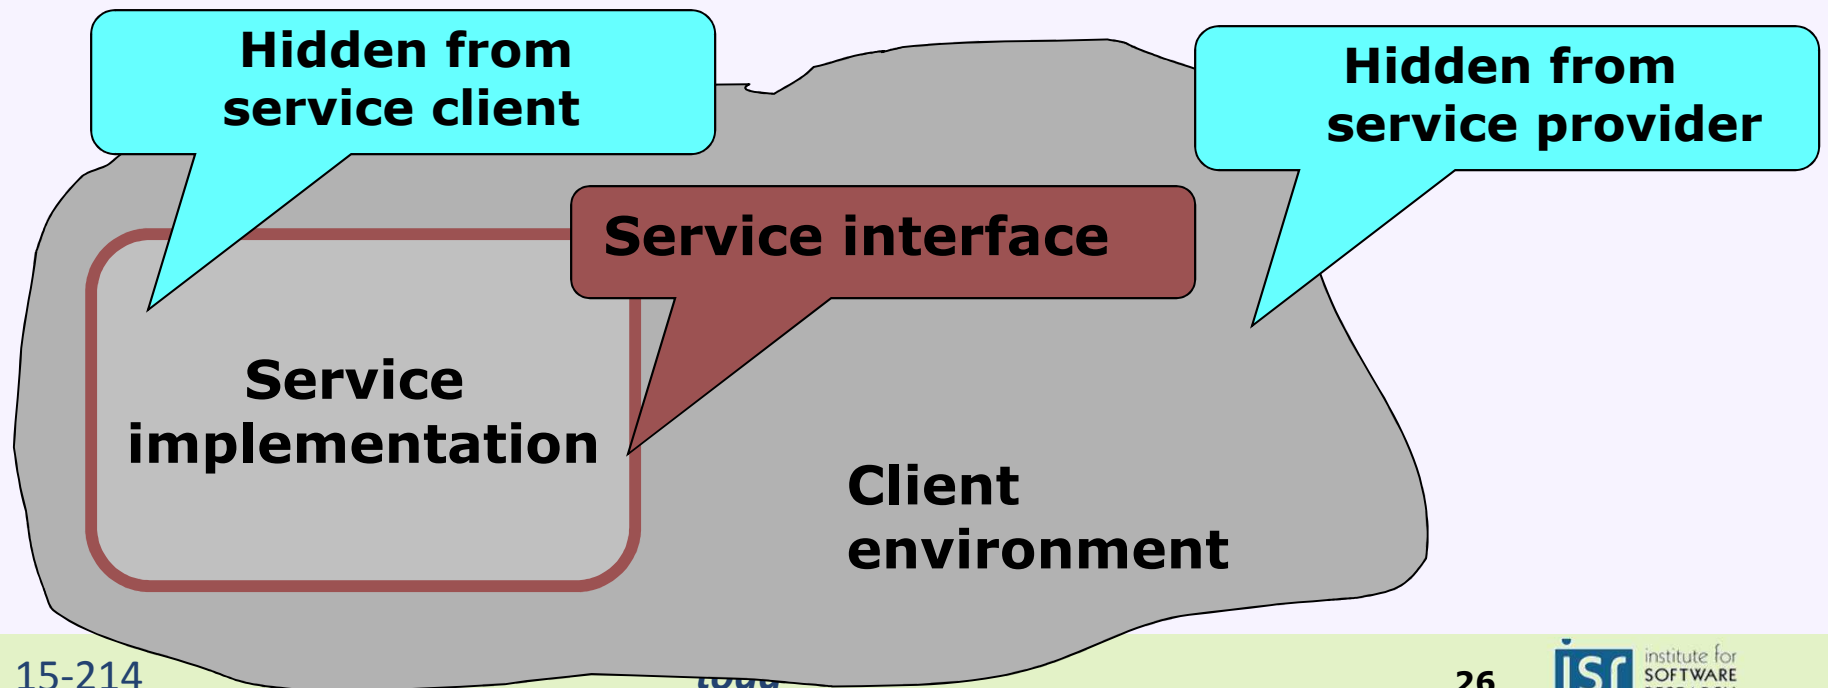 Hidden from
service client
Hidden from
service provider
Service interface
Service
implementation
Client
environment
15-214
26
isr
institute for
SOFTWARE